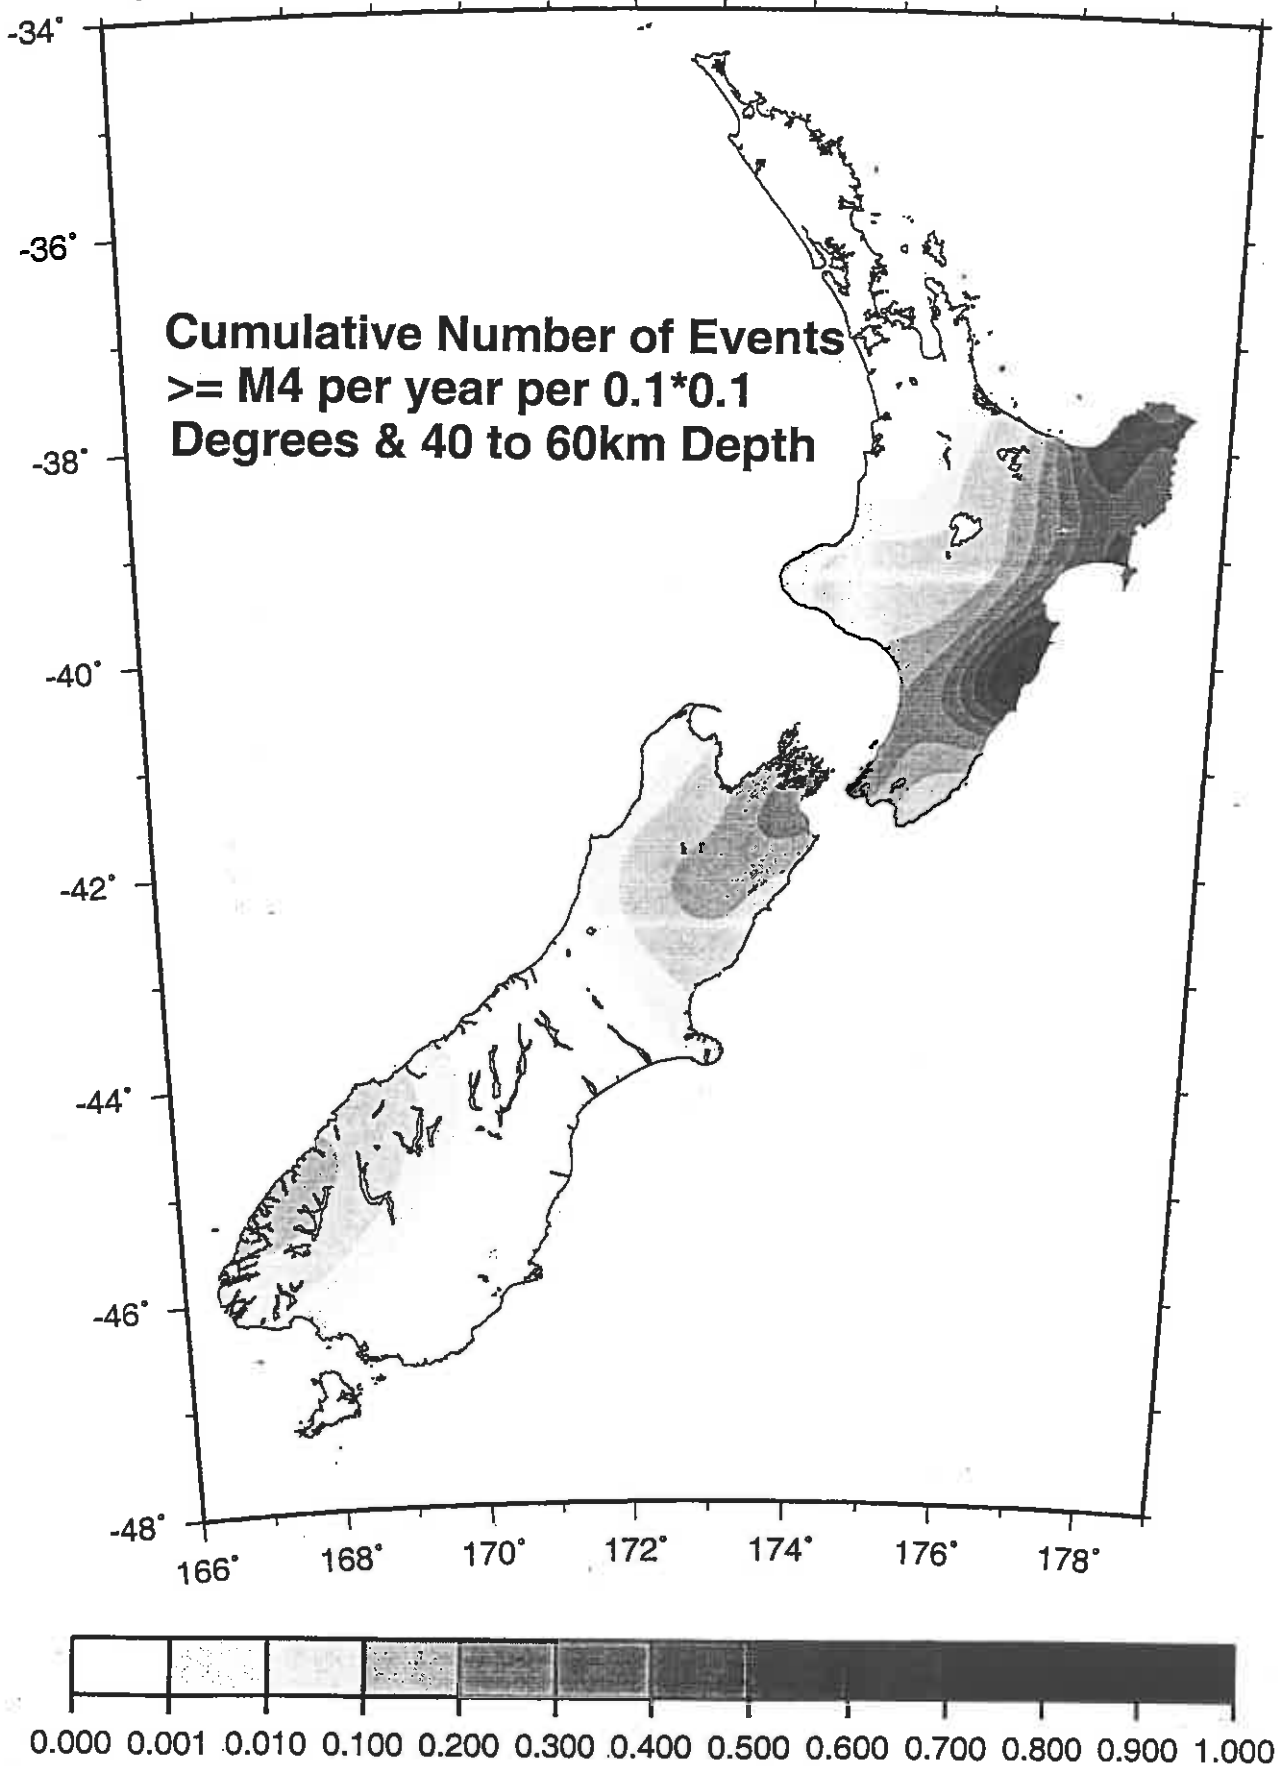 -34°
-36°
Cumulative Number of Events
>= M4 per year per 0.1*0.1
Degrees & 40 to 60km Depth
-38°
-40°
-42°
-44°
-46°
-48°
166° 168° 170° 172° 174° 176° 178°
0.000 0.001 0.010 0.100 0.200 0.300 0.400 0.500 0.600 0.700 0.800 0.900 1.000